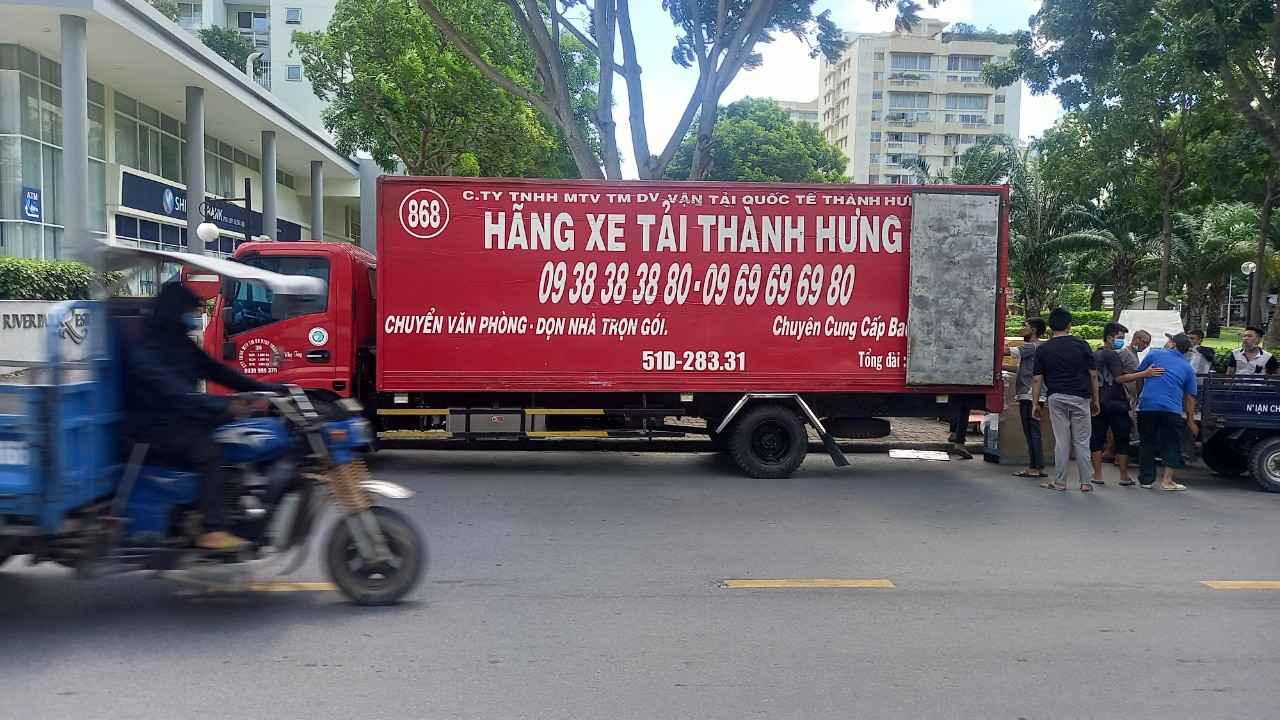 868
C.TY TNHH MTV TM DV VẬN TẢI QUỐC TẾ THÀNH
HÃNG XE TẢI THÀNH HƯNG
09 38 38 38 80 - 09 69 69 69 80
CHUYỂN VĂN PHÒNG - DỌN NHÀ TRỌN GÓI.
Chuyên Cung Cấp
51D-283.31
Tổng đài :
ATM